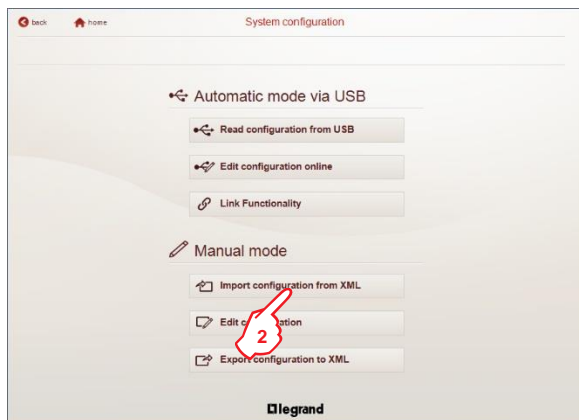 back home System configuration
Automatic mode via USB
Read configuration from USB
Edit configuration online
Link Functionality
Manual mode
Import configuration from XML
Edit c ation
2
Export configuration to XML
legrand